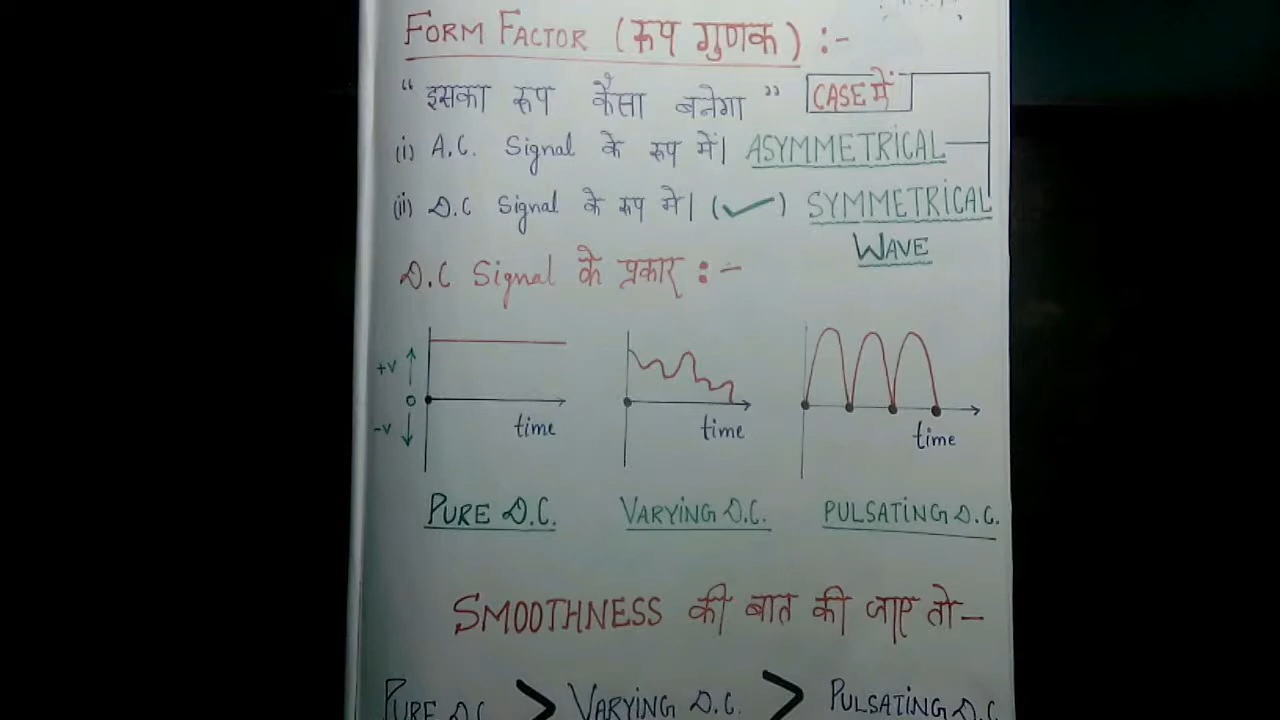 FORM FACTOR (रूप गुणक) :-
“इसका रूप कैसा बनेगा” CASE में
(i) A.C. Signal के रूप में। ASYMMETRICAL
(ii) D.C Signal के रूप में। (✓) SYMMETRICAL
WAVE
D.C Signal के प्रकार :-
+V
0
-V
time time time
PURE D.C. VARYING D.C. PULSATING D.C.
SMOOTHNESS की बात की जाए तो-
PURE D.C. > VARYING D.C. > PULSATING D.C.